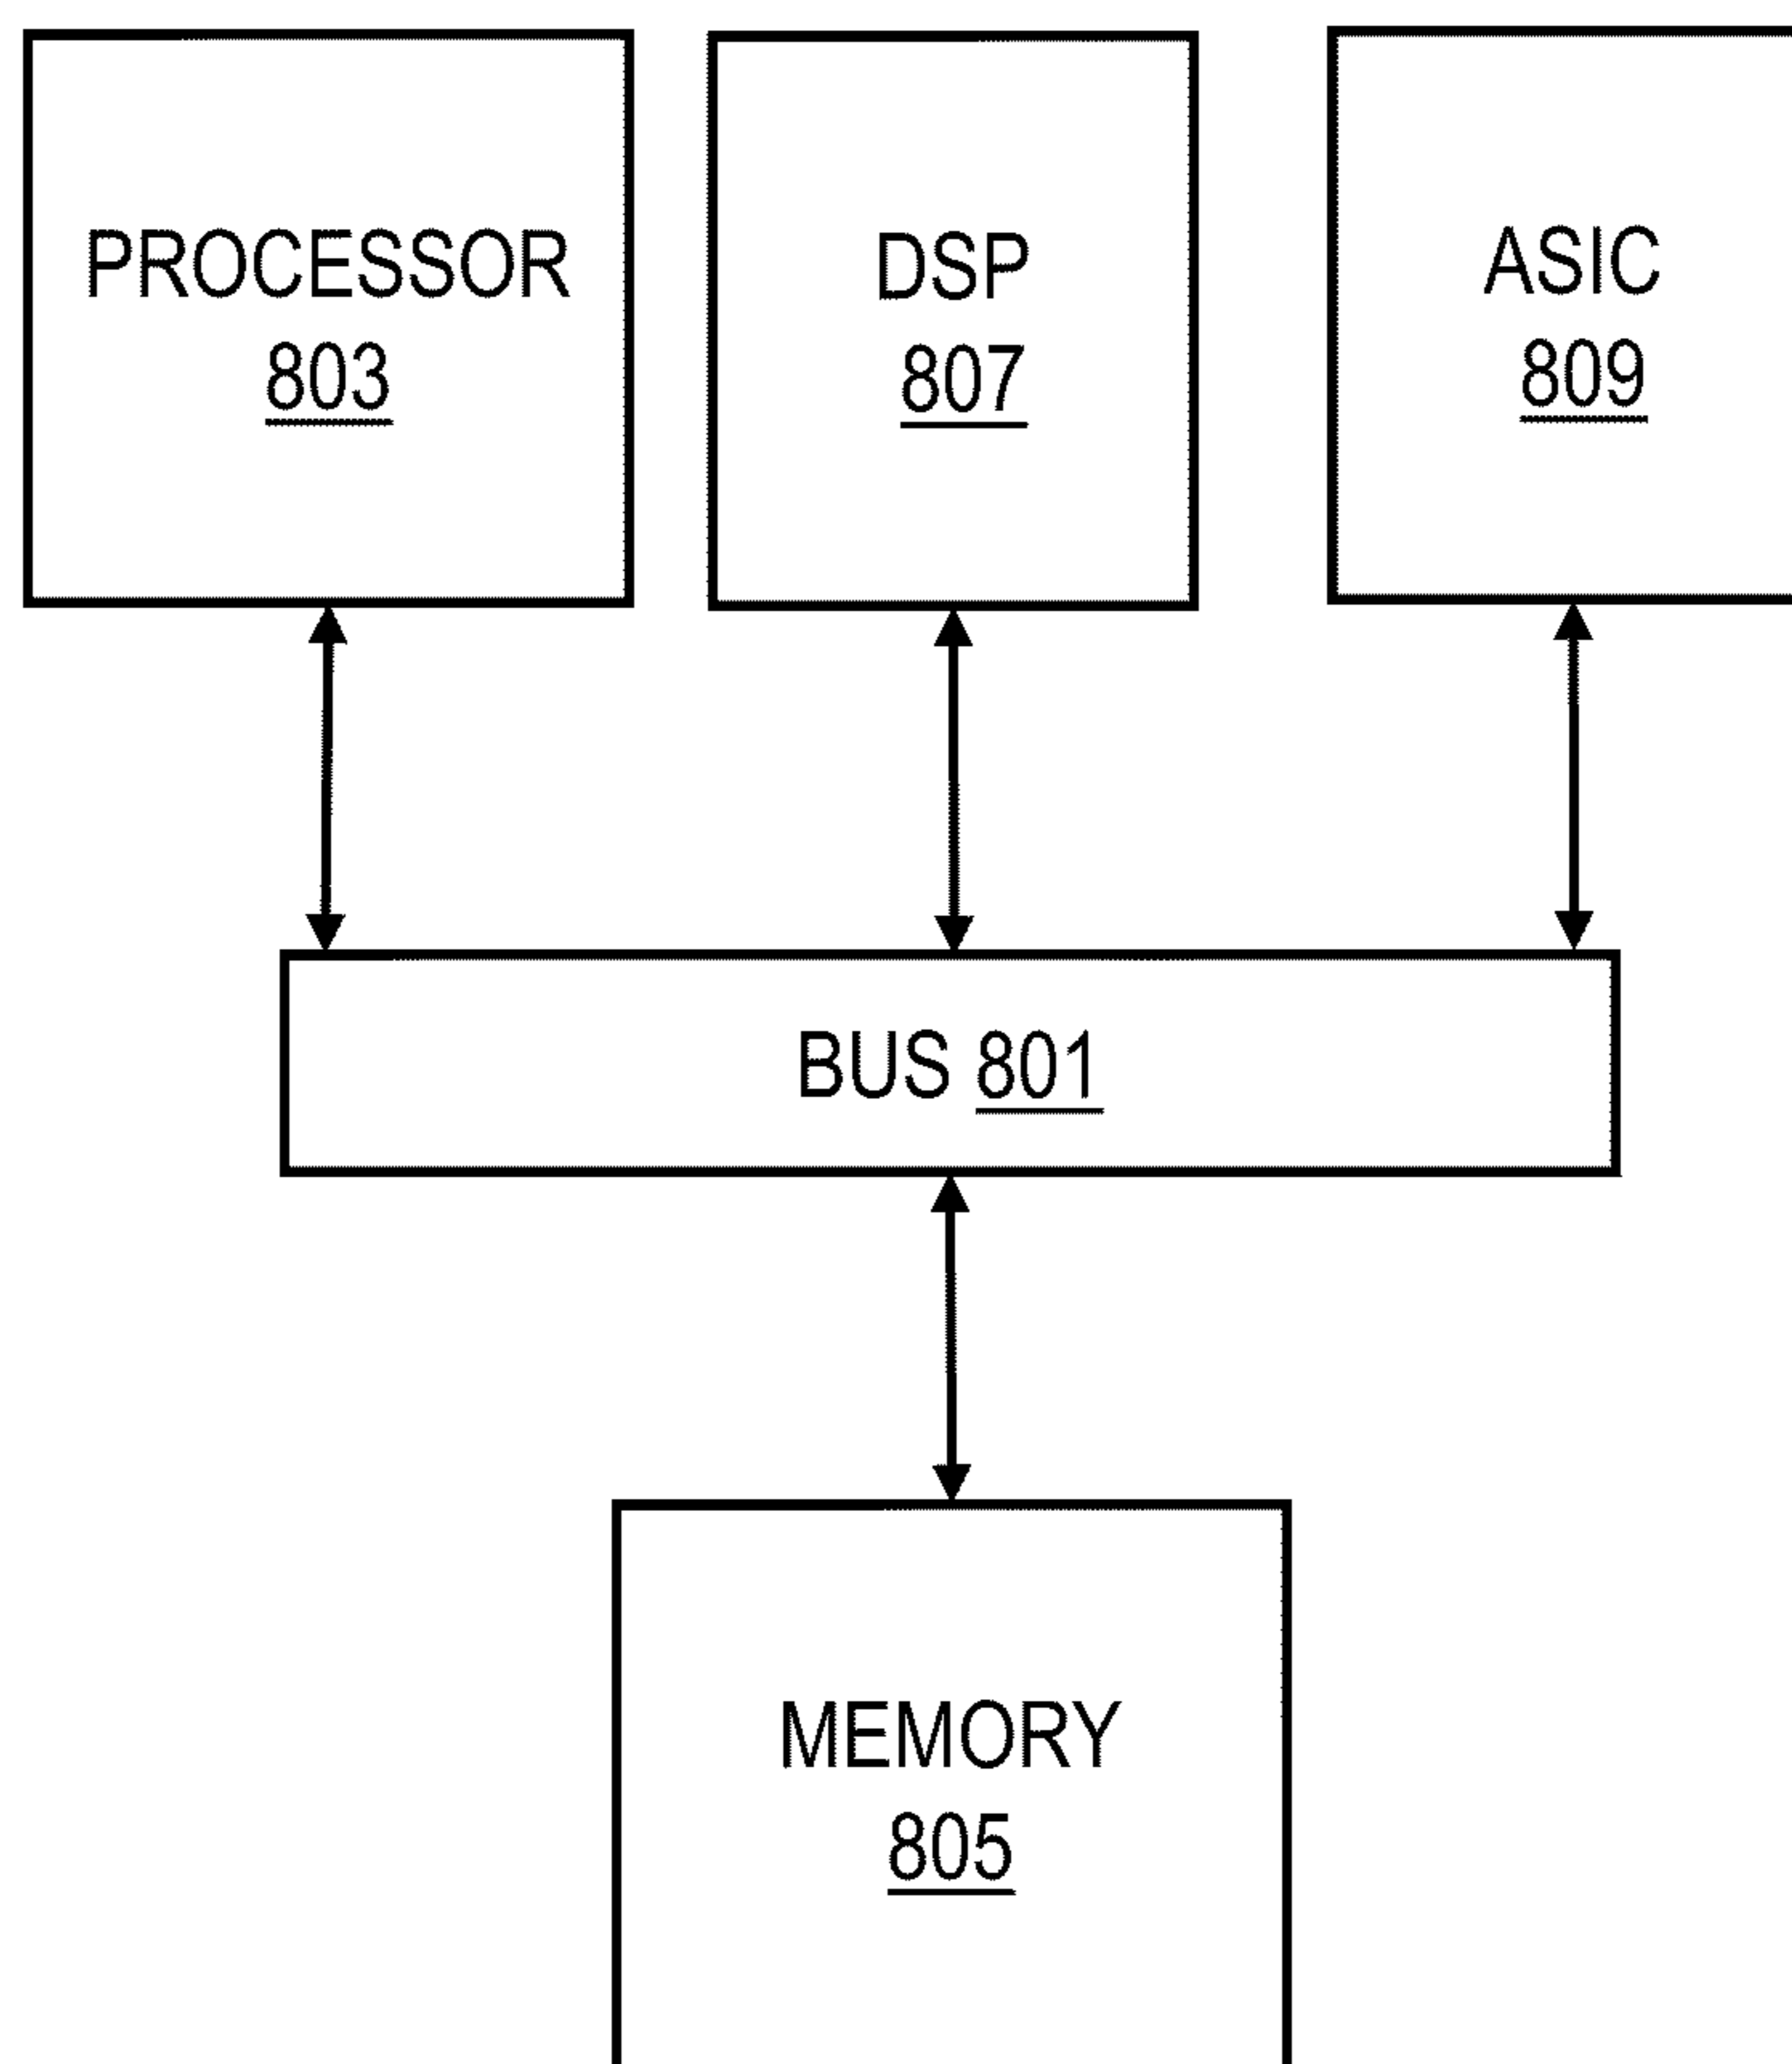 PROCESSOR
803
DSP
807
ASIC
809
BUS 801
MEMORY
805